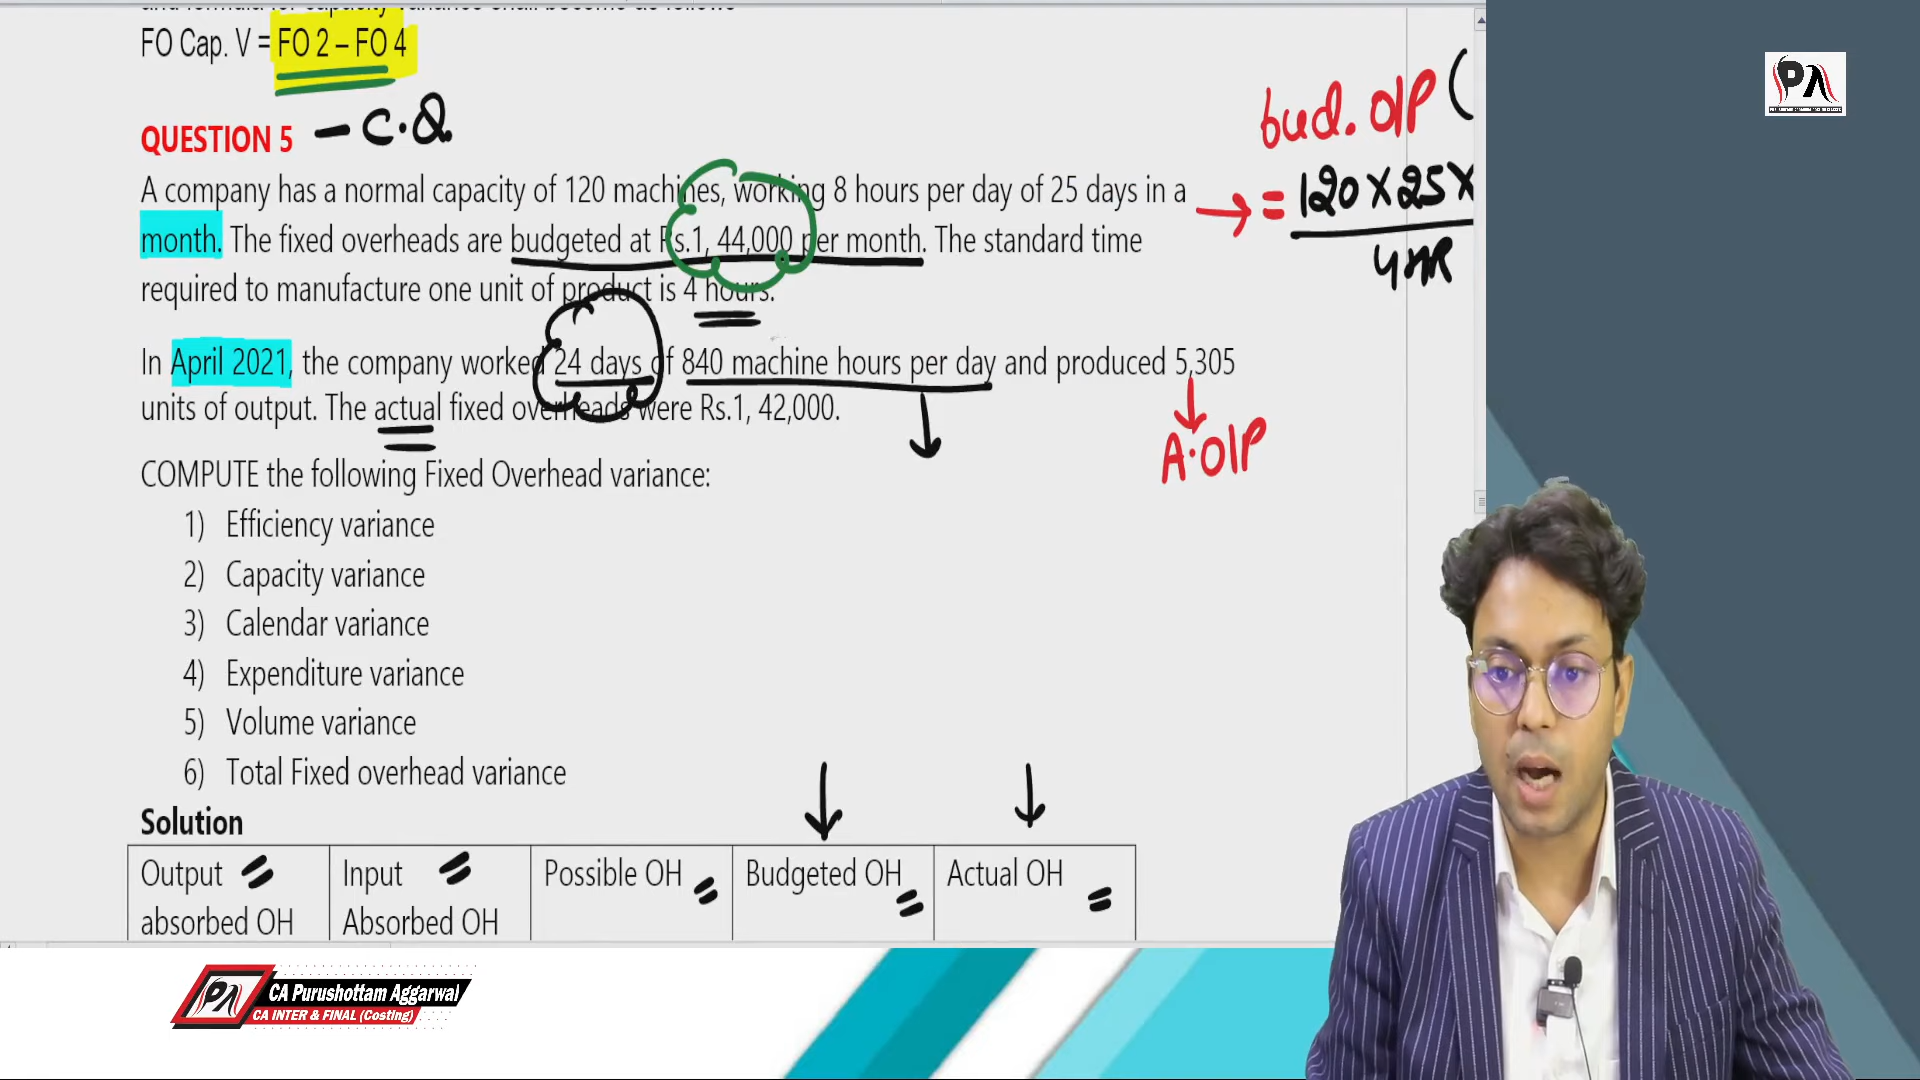 FO Cap. V = FO 2 – FO 4
QUESTION 5 – C.Q
A company has a normal capacity of 120 machines, working 8 hours per day of 25 days in a
month. The fixed overheads are budgeted at Rs.1, 44,000 per month. The standard time
required to manufacture one unit of product is 4 hours.
In April 2021, the company worked 24 days of 840 machine hours per day and produced 5,305
units of output. The actual fixed overheads were Rs.1, 42,000.
bud. O/P (
= 120 X 25 X
4 HR
A.O/P
COMPUTE the following Fixed Overhead variance:
1) Efficiency variance
2) Capacity variance
3) Calendar variance
4) Expenditure variance
5) Volume variance
6) Total Fixed overhead variance
Solution
Output absorbed OH
Input Absorbed OH
Possible OH
Budgeted OH
Actual OH
PA
PA
CA Purushottam Aggarwal
CA INTER & FINAL (Costing)